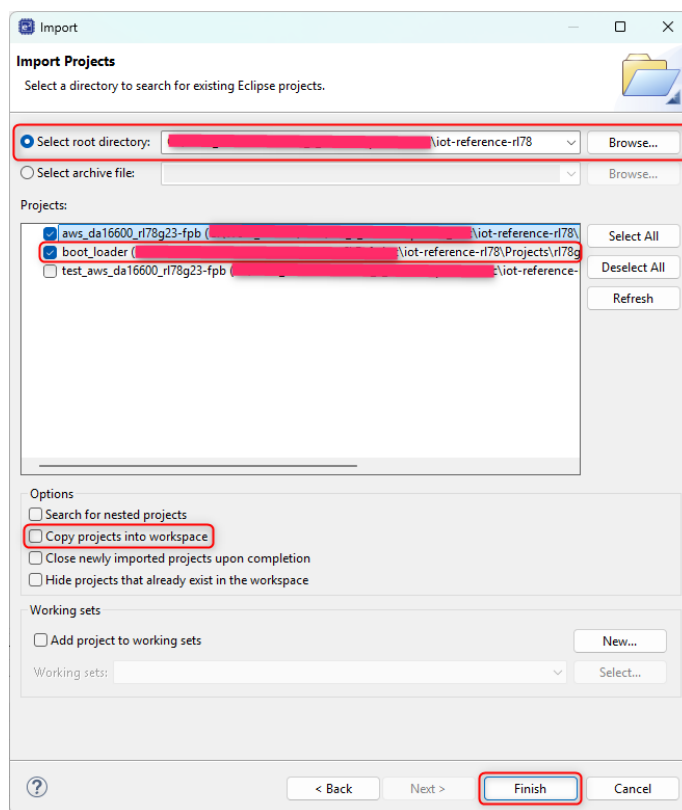 Import
Import Projects
Select a directory to search for existing Eclipse projects.
Select root directory: \iot-reference-rl78 Browse...
Select archive file: Browse...
Projects:
aws_da16600_rl78g23-fpb ( \iot-reference-rl78\ Select All
boot_loader ( \iot-reference-rl78\Projects\rl78g
Deselect All
test_aws_da16600_rl78g23-fpb ( \iot-reference-
Refresh
Options
Search for nested projects
Copy projects into workspace
Close newly imported projects upon completion
Hide projects that already exist in the workspace
Working sets
Add project to working sets New...
Working sets: Select...
? < Back Next > Finish Cancel